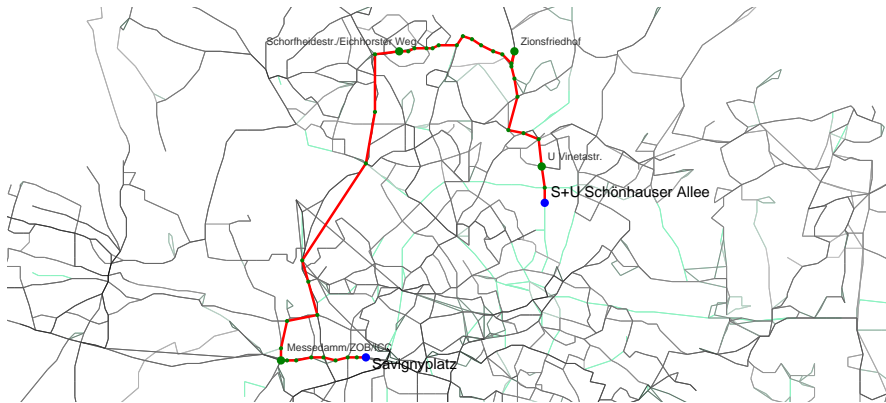 Schorfheidestr./Eichhorster Weg
Zionsfriedhof
U Vinetastr.
S+U Schönhauser Allee
Messedamm/ZOB/ICC
Savignyplatz